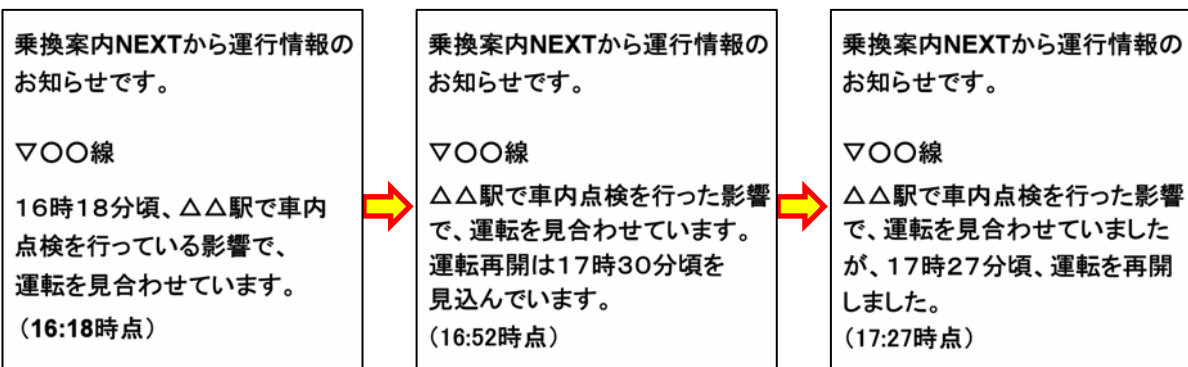 乗換案内NEXTから運行情報の
お知らせです。
▽〇〇線
16時18分頃、△△駅で車内
点検を行っている影響で、
運転を見合わせています。
(16:18時点)
乗換案内NEXTから運行情報の
お知らせです。
▽〇〇線
△△駅で車内点検を行った影響
で、運転を見合わせています。
運転再開は17時30分頃を
見込んでいます。
(16:52時点)
乗換案内NEXTから運行情報の
お知らせです。
▽〇〇線
△△駅で車内点検を行った影響
で、運転を見合わせていました
が、17時27分頃、運転を再開
しました。
(17:27時点)